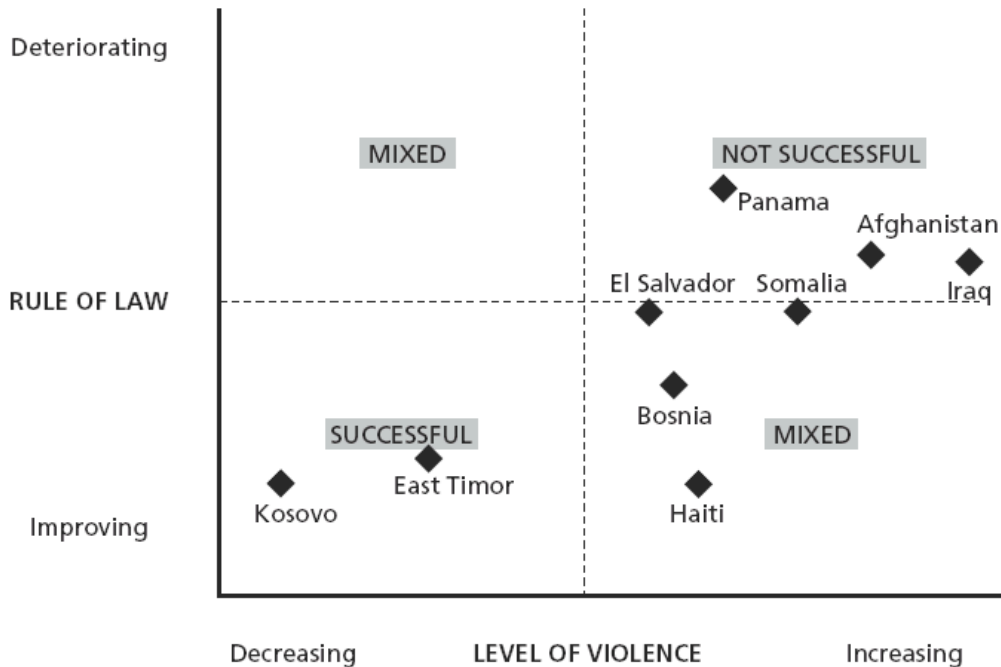 Deteriorating
MIXED
NOT SUCCESSFUL
Panama
Afghanistan
El Salvador
Somalia
Iraq
RULE OF LAW
Bosnia
SUCCESSFUL
MIXED
East Timor
Kosovo
Haiti
Improving
Decreasing
LEVEL OF VIOLENCE
Increasing